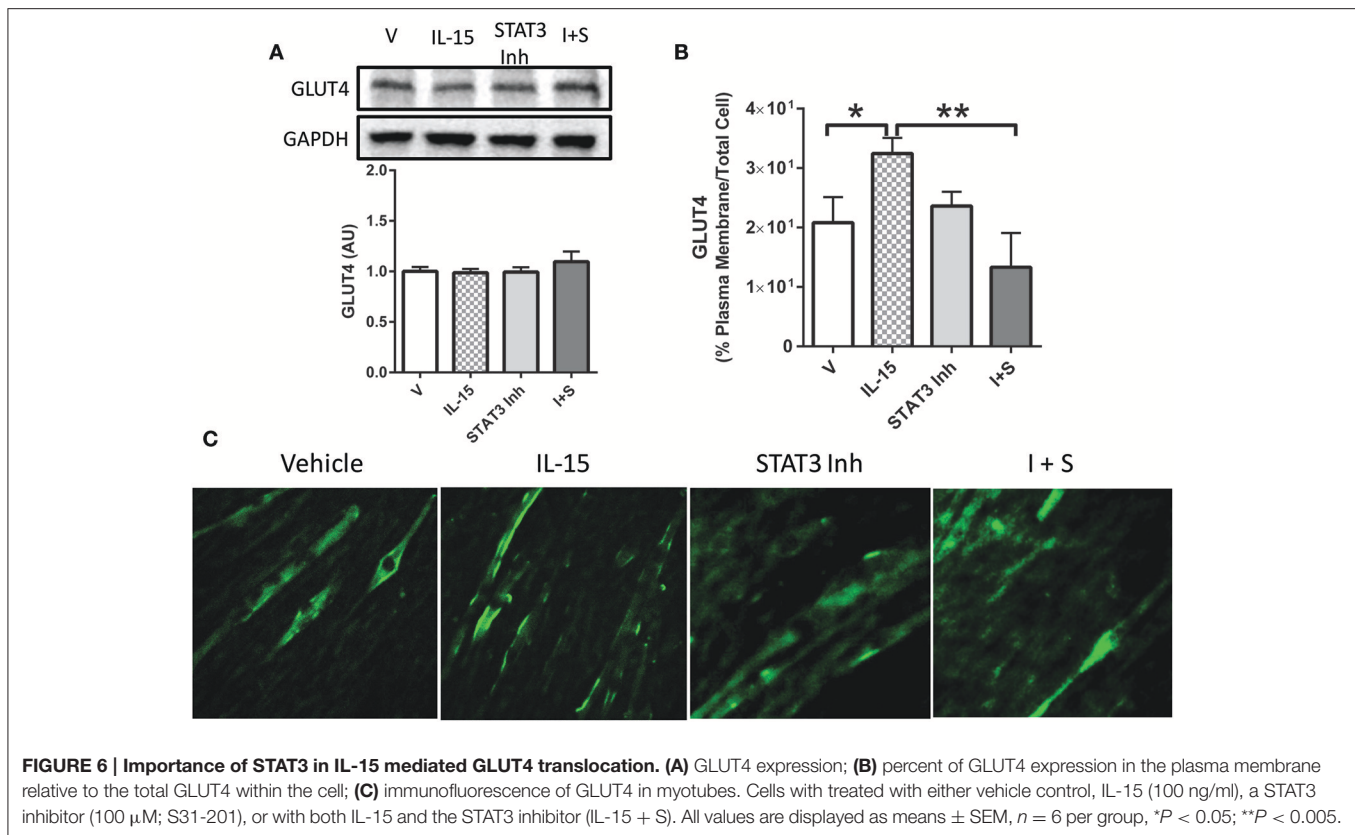 A
V IL-15 STAT3 Inh I+S
GLUT4
GAPDH
GLUT4 (AU)
2.0
1.5
1.0
0.5
0.0
V IL-15 STAT3 Inh I+S
B
GLUT4
(% Plasma Membrane/Total Cell)
4×10¹
3×10¹
2×10¹
1×10¹
0
* **
V IL-15 STAT3 Inh I+S
C
Vehicle IL-15 STAT3 Inh I + S
FIGURE 6 | Importance of STAT3 in IL-15 mediated GLUT4 translocation. (A) GLUT4 expression; (B) percent of GLUT4 expression in the plasma membrane
relative to the total GLUT4 within the cell; (C) immunofluorescence of GLUT4 in myotubes. Cells with treated with either vehicle control, IL-15 (100 ng/ml), a STAT3
inhibitor (100 μM; S31-201), or with both IL-15 and the STAT3 inhibitor (IL-15 + S). All values are displayed as means ± SEM, n = 6 per group, *P < 0.05; **P < 0.005.